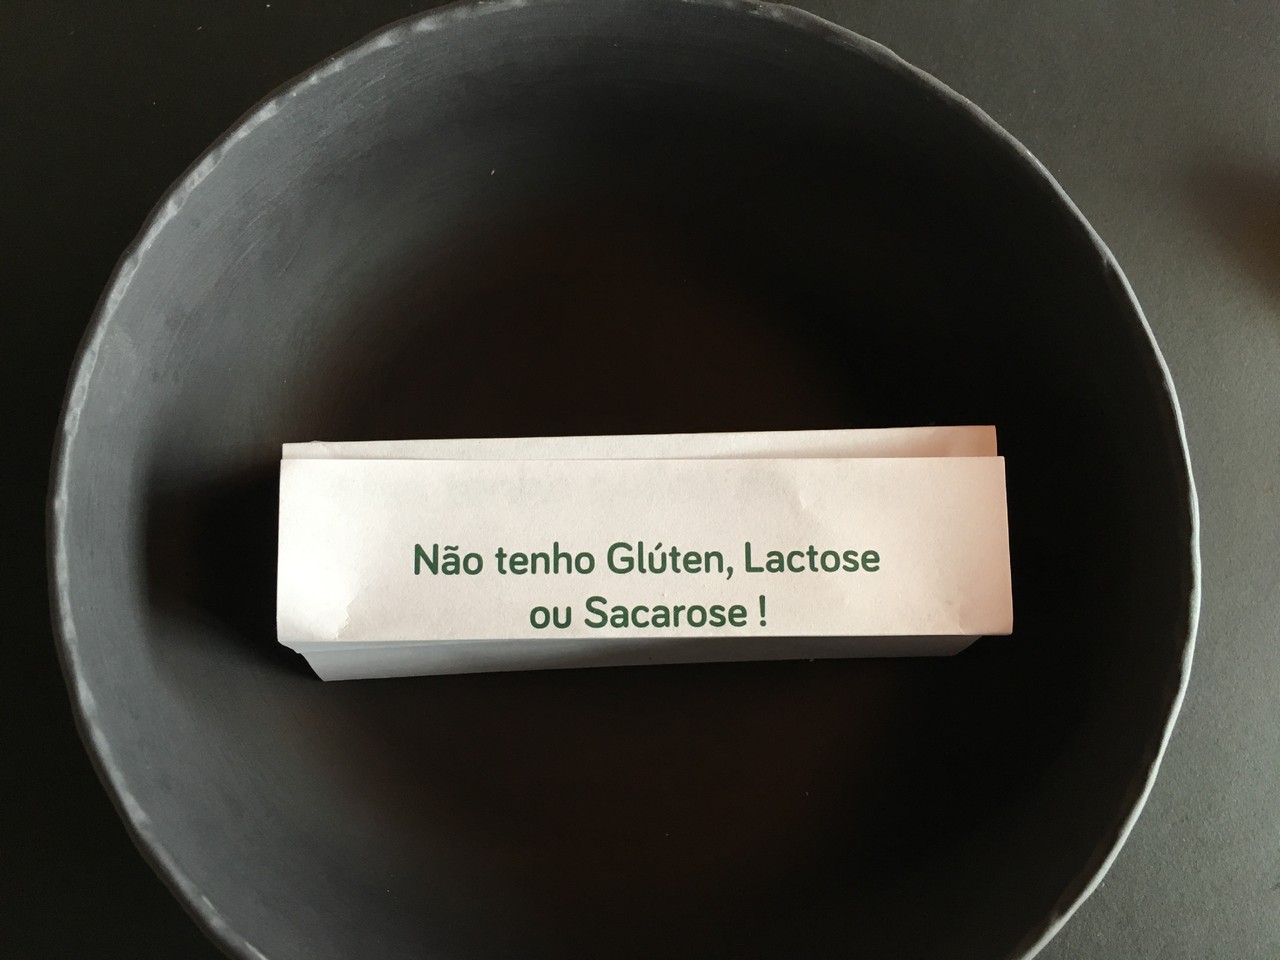 Não tenho Glúten, Lactose
ou Sacarose !